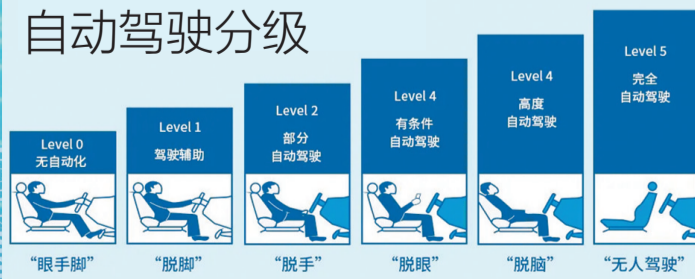 自动驾驶分级
Level 0
无自动化
Level 1
驾驶辅助
Level 2
部分
自动驾驶
Level 4
有条件
自动驾驶
Level 4
高度
自动驾驶
Level 5
完全
自动驾驶
“眼手脚”
“脱脚”
“脱手”
“脱眼”
“脱脑”
“无人驾驶”